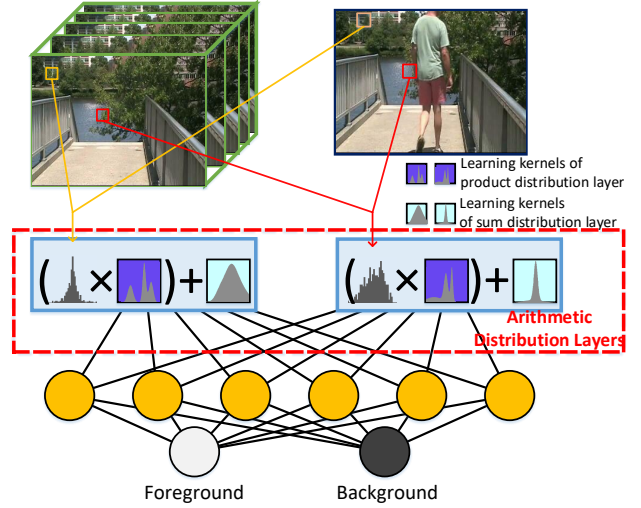 Learning kernels of
product distribution layer
Learning kernels
of sum distribution layer
( × ) + ( × ) +
Arithmetic
Distribution Layers
Foreground Background